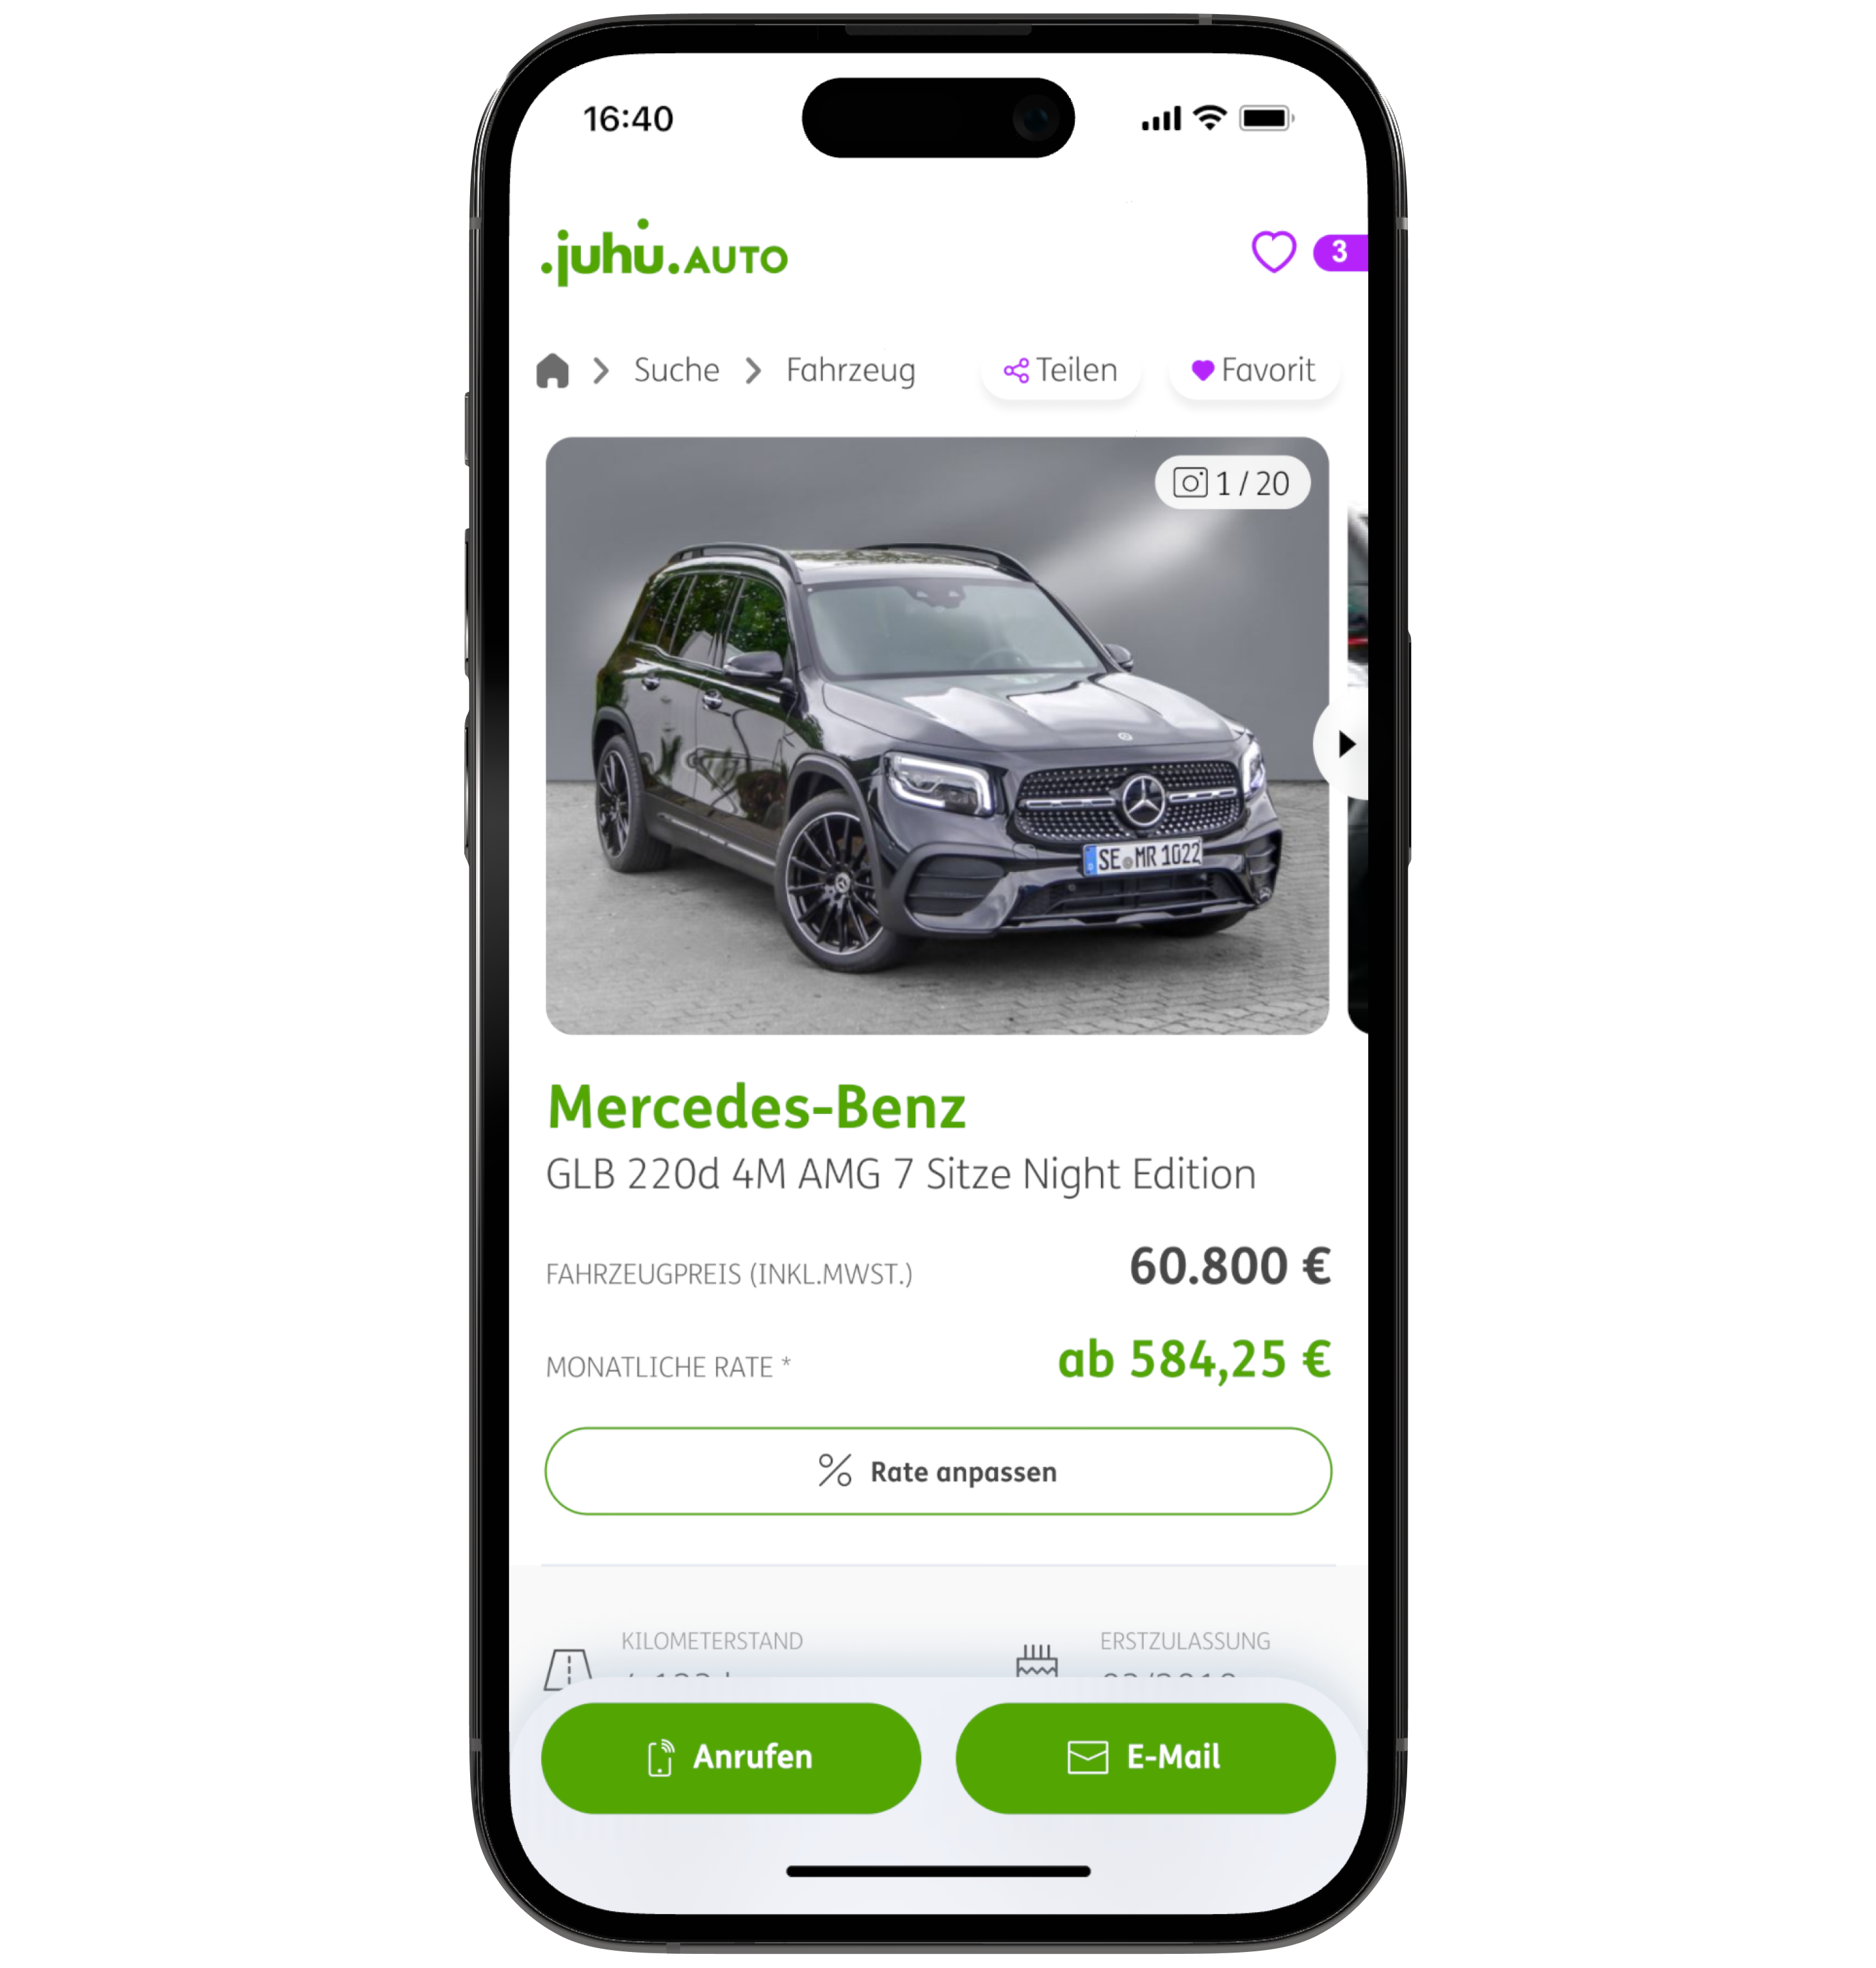 16:40
.juhu.AUTO
3
Suche
Fahrzeug
Teilen
Favorit
1 / 20
SE MR 1022
Mercedes-Benz
GLB 220d 4M AMG 7 Sitze Night Edition
FAHRZEUGPREIS (INKL.MWST.) 60.800 €
MONATLICHE RATE * ab 584,25 €
Rate anpassen
KILOMETERSTAND
ERSTZULASSUNG
Anrufen
E-Mail